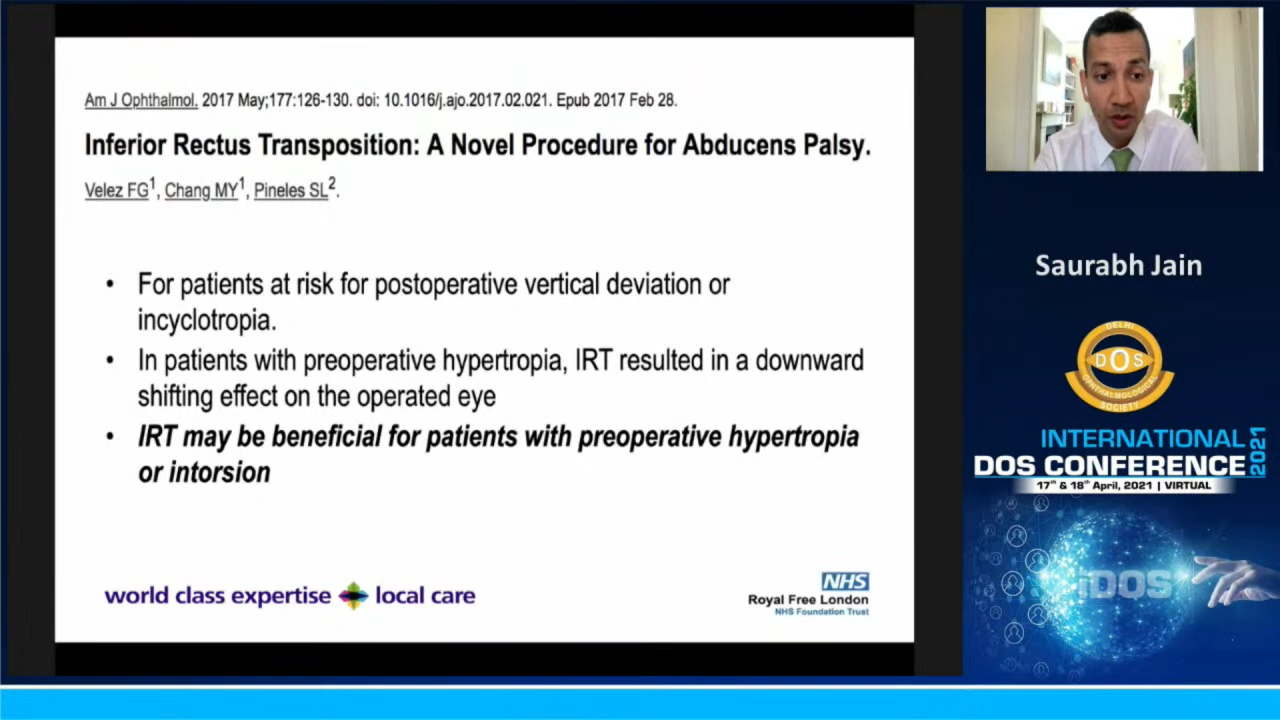 Am J Ophthalmol. 2017 May;177:126-130. doi: 10.1016/j.ajo.2017.02.021. Epub 2017 Feb 28.
Inferior Rectus Transposition: A Novel Procedure for Abducens Palsy.
Velez FG1, Chang MY1, Pineles SL2.
• For patients at risk for postoperative vertical deviation or
incyclotropia.
• In patients with preoperative hypertropia, IRT resulted in a downward
shifting effect on the operated eye
• IRT may be beneficial for patients with preoperative hypertropia
or intorsion
world class expertise local care
NHS
Royal Free London
NHS Foundation Trust
Saurabh Jain
DELHI
DOS
OPHTHALMOLOGICAL
SOCIETY
INTERNATIONAL
DOS CONFERENCE
2021
17th & 18th April, 2021 | VIRTUAL
iDOS